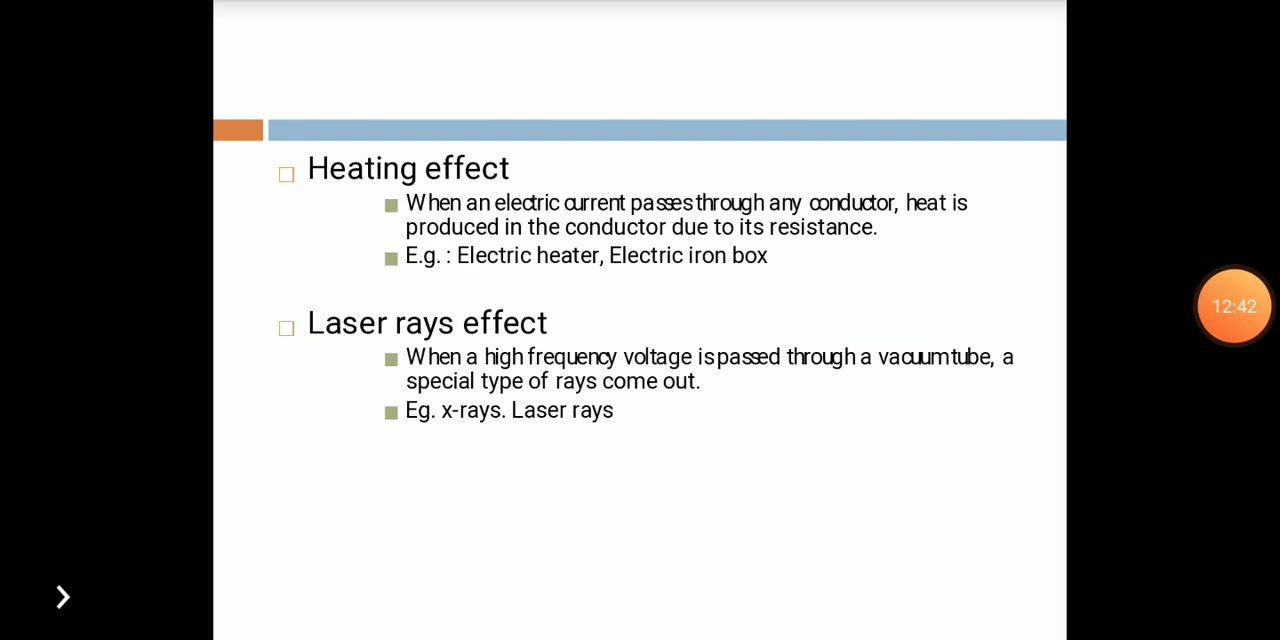 Heating effect
When an electric current passes through any conductor, heat is
produced in the conductor due to its resistance.
E.g. : Electric heater, Electric iron box
12:42
Laser rays effect
When a high frequency voltage is passed through a vacuum tube, a
special type of rays come out.
Eg. x-rays. Laser rays